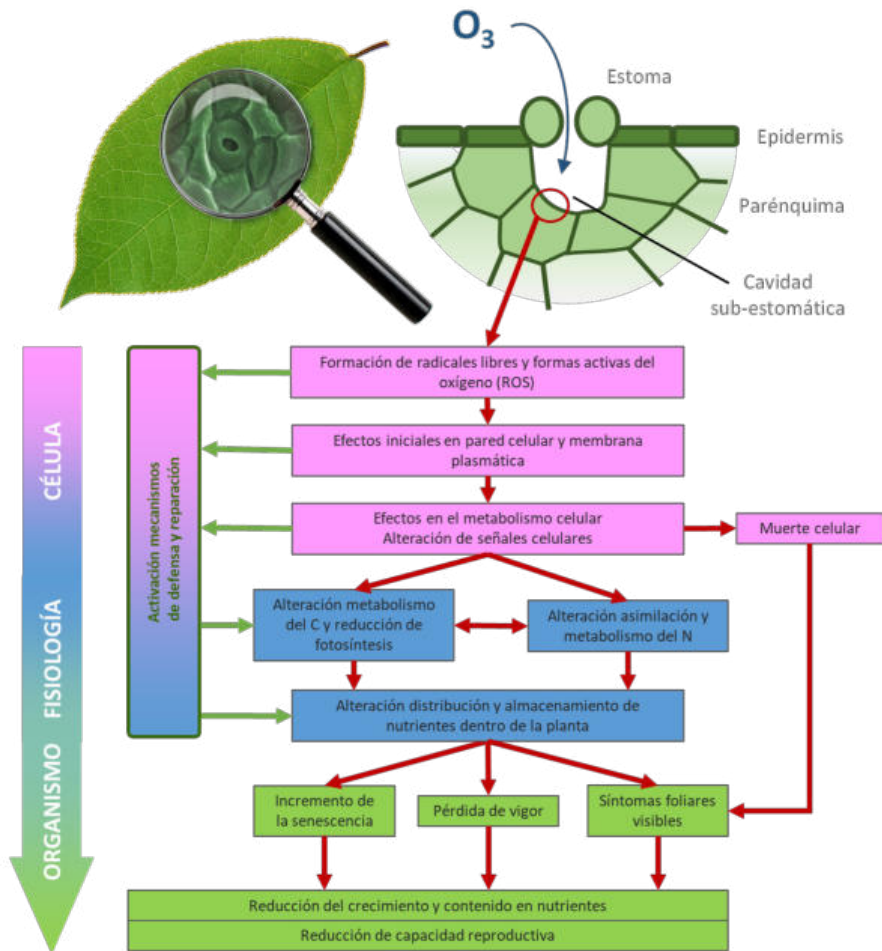 O3
Estoma
Epidermis
Parénquima
Cavidad
sub-estomática
CÉLULA
FISIOLOGÍA
ORGANISMO
Activación mecanismos
de defensa y reparación
Formación de radicales libres y formas activas del
oxígeno (ROS)
Efectos iniciales en pared celular y membrana
plasmática
Efectos en el metabolismo celular
Alteración de señales celulares
Muerte celular
Alteración metabolismo
del C y reducción de
fotosíntesis
Alteración asimilación y
metabolismo del N
Alteración distribución y almacenamiento de
nutrientes dentro de la planta
Incremento de
la senescencia
Pérdida de vigor
Síntomas foliares
visibles
Reducción del crecimiento y contenido en nutrientes
Reducción de capacidad reproductiva